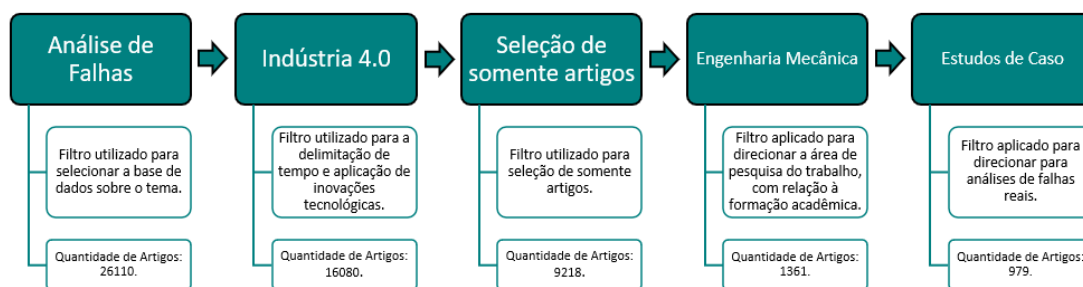 Análise de
Falhas
Indústria 4.0
Seleção de
somente artigos
Engenharia Mecânica
Estudos de Caso
Filtro utilizado para
selecionar a base de
dados sobre o tema.
Filtro utilizado para a
delimitação de
tempo e aplicação de
inovações
tecnológicas.
Filtro utilizado para
seleção de somente
artigos.
Filtro aplicado para
direcionar a área de
pesquisa do trabalho,
com relação à
formação acadêmica.
Filtro aplicado para
direcionar para
análises de falhas
reais.
Quantidade de Artigos:
26110.
Quantidade de Artigos:
16080.
Quantidade de Artigos:
9218.
Quantidade de Artigos:
1361.
Quantidade de Artigos:
979.